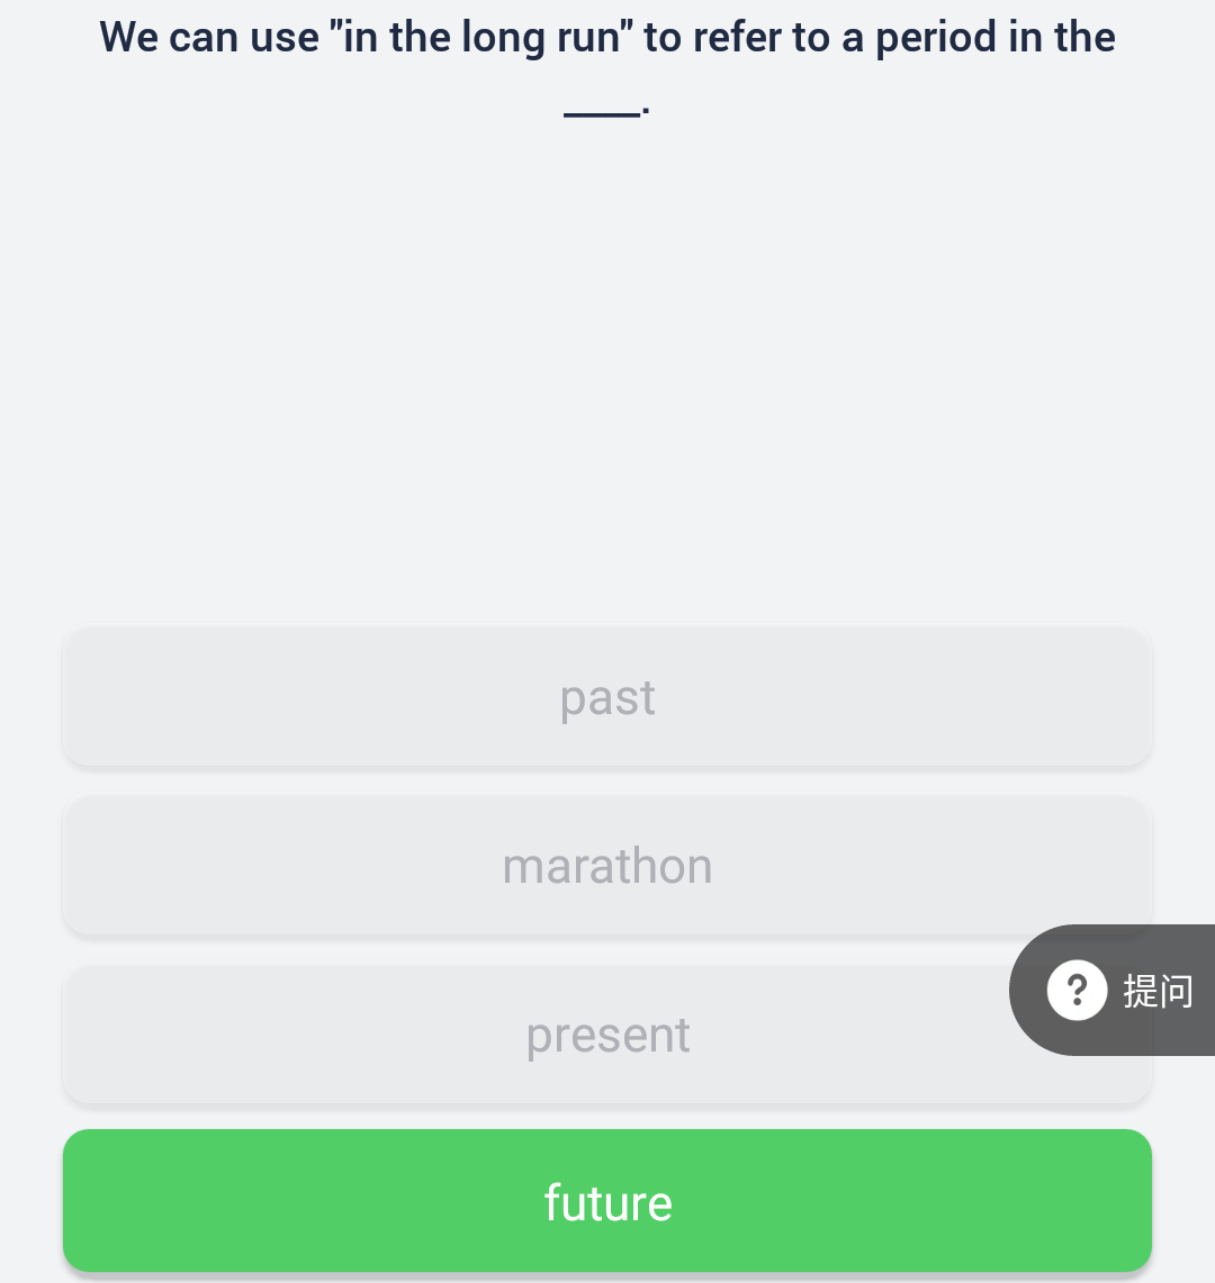 We can use "in the long run" to refer to a period in the
____.
past
marathon
present
? 提问
future